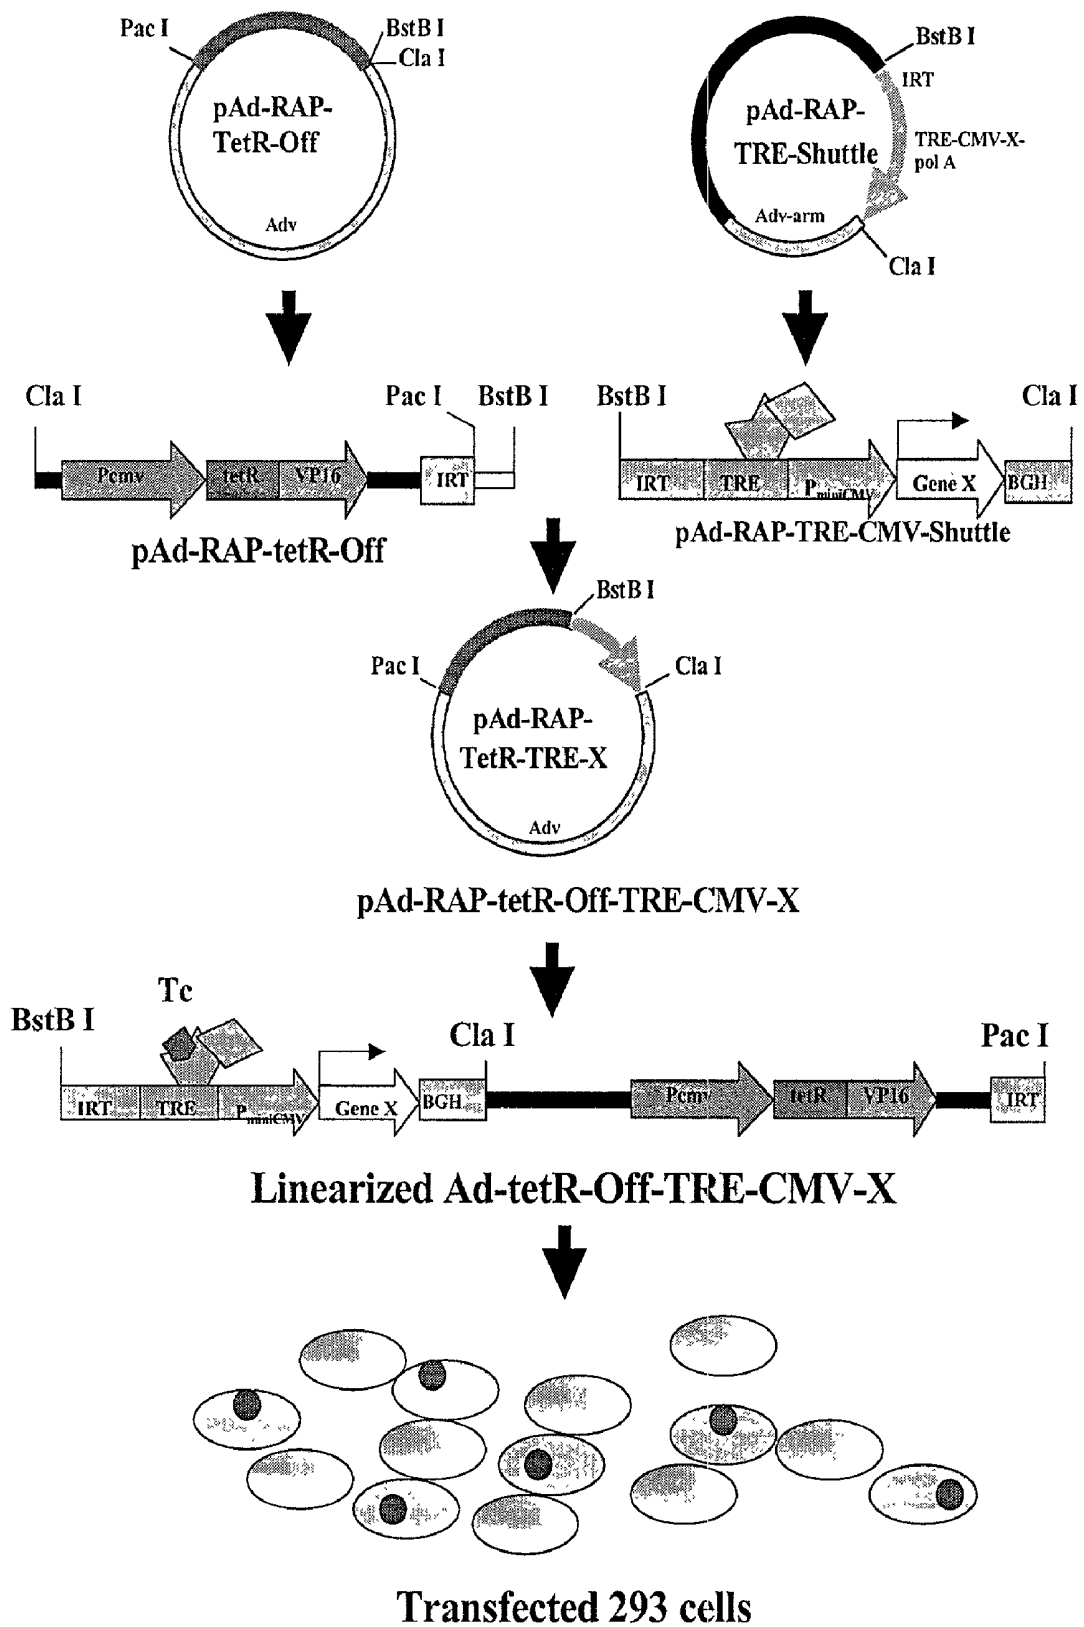 Pac I
BstB I
Cla I
pAd-RAP-
TetR-Off
Adv
BstB I
IRT
pAd-RAP-
TRE-Shuttle
TRE-CMV-X-
pol A
Adv-arm
Cla I
Cla I
Pac I
BstB I
Pcmv
tetR
VP16
IRT
pAd-RAP-tetR-Off
BstB I
Cla I
IRT
TRE
PminiCMV
Gene X
BGH
pAd-RAP-TRE-CMV-Shuttle
BstB I
Pac I
Cla I
pAd-RAP-
TetR-TRE-X
Adv
pAd-RAP-tetR-Off-TRE-CMV-X
Tc
BstB I
Cla I
Pac I
IRT
TRE
PminiCMV
Gene X
BGH
Pcmv
tetR
VP16
IRT
Linearized Ad-tetR-Off-TRE-CMV-X
Transfected 293 cells